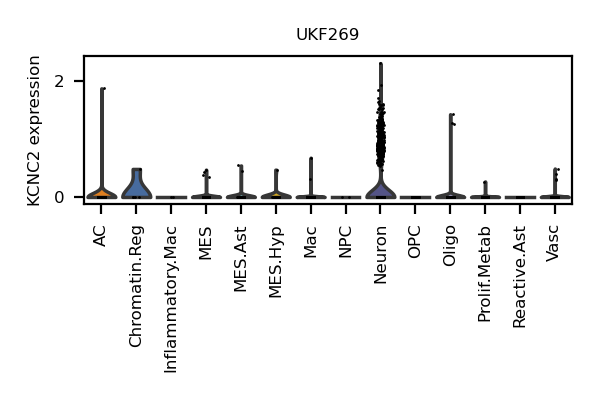 UKF269
KCNC2 expression
2
0
AC
Chromatin.Reg
Inflammatory.Mac
MES
MES.Ast
MES.Hyp
Mac
NPC
Neuron
OPC
Oligo
Prolif.Metab
Reactive.Ast
Vasc